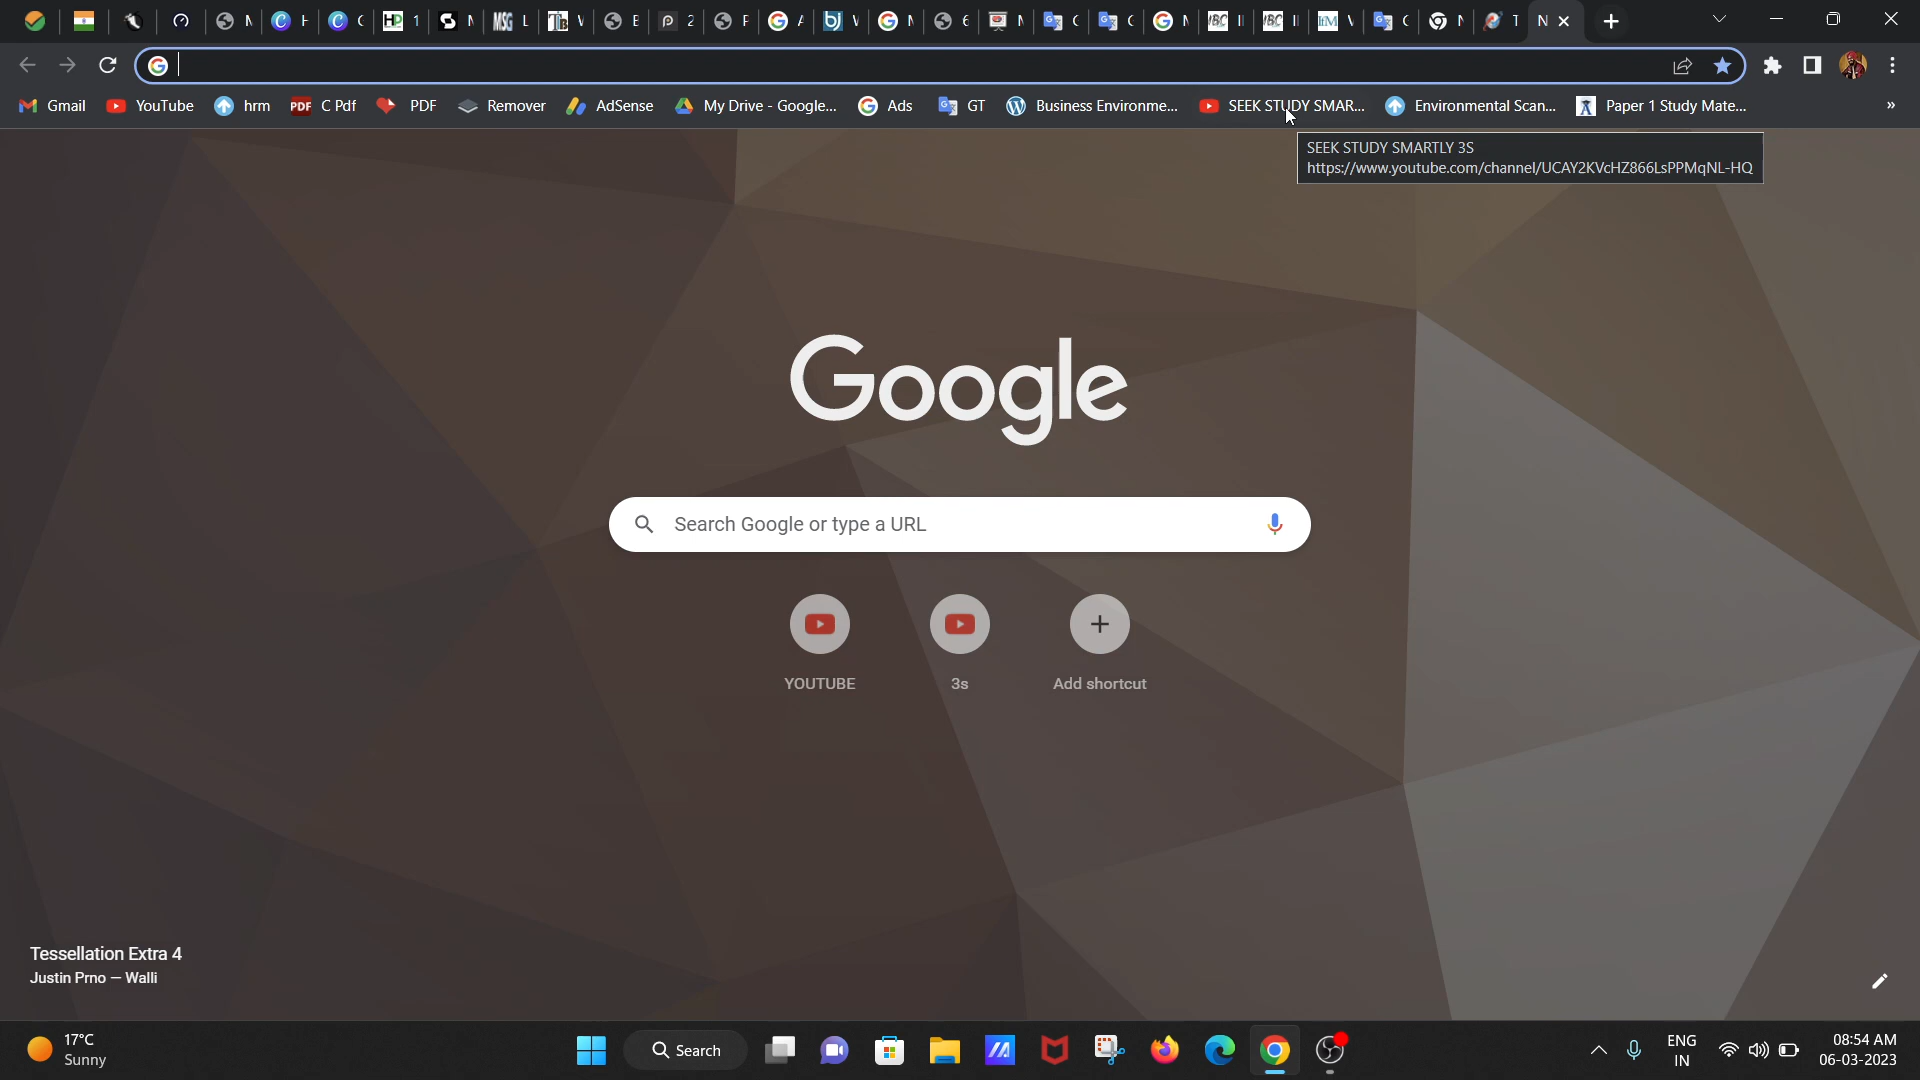 Gmail YouTube hrm C Pdf PDF Remover AdSense My Drive - Google... Ads GT Business Environme... SEEK STUDY SMAR... Environmental Scan... Paper 1 Study Mate... »
SEEK STUDY SMARTLY 3S
https://www.youtube.com/channel/UCAY2KVcHZ866LsPPMqNL-HQ
Google
Search Google or type a URL
YOUTUBE 3s Add shortcut
Tessellation Extra 4
Justin Prno — Walli
17°C
Sunny
Search
ENG
IN
08:54 AM
06-03-2023